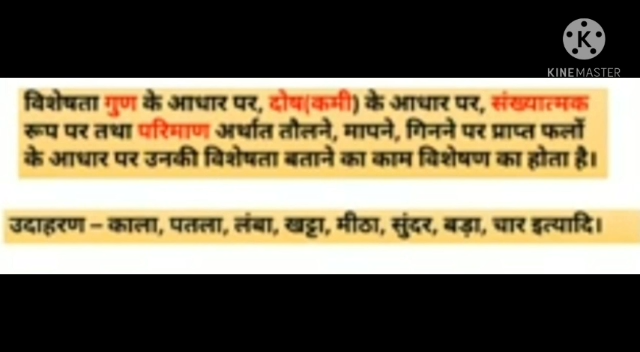 KINEMASTER
विशेषता गुण के आधार पर, दोष(कमी) के आधार पर, संख्यात्मक
रूप पर तथा परिमाण अर्थात तौलने, मापने, गिनने पर प्राप्त फलों
के आधार पर उनकी विशेषता बताने का काम विशेषण का होता है।
उदाहरण – काला, पतला, लंबा, खट्टा, मीठा, सुंदर, बड़ा, चार इत्यादि।